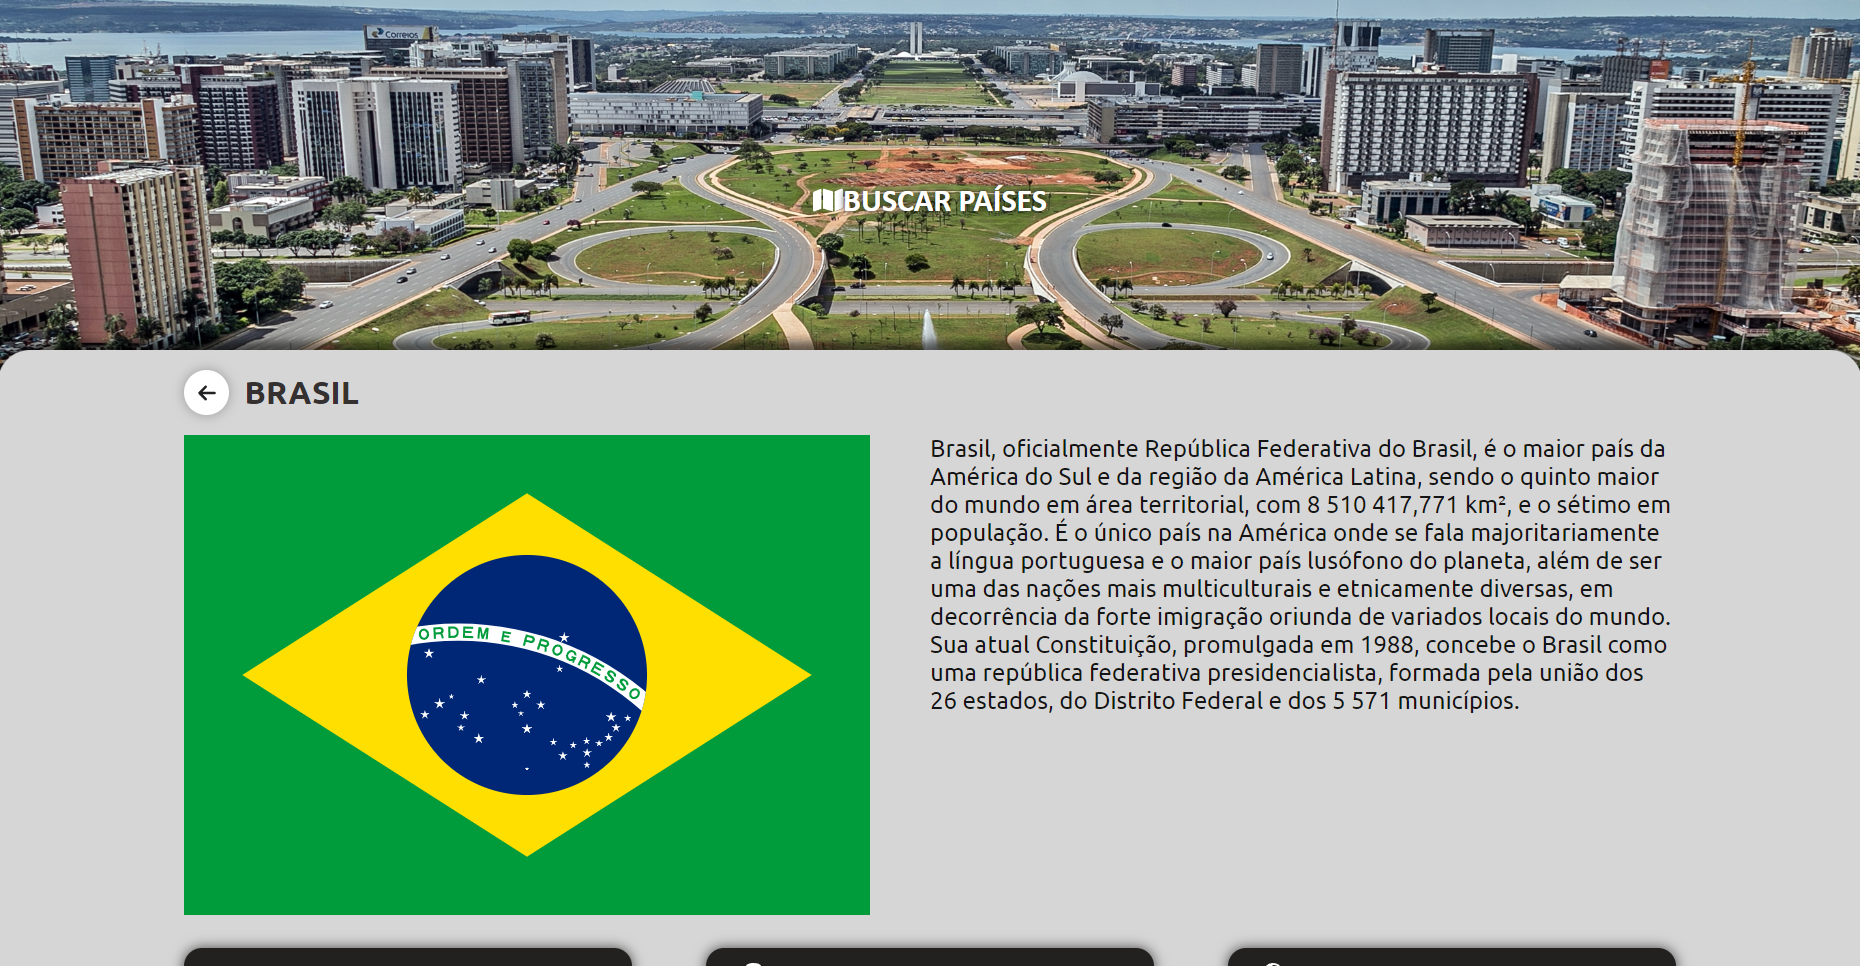 Correios
BUSCAR PAÍSES
BRASIL
ORDEM E PROGRESSO
Brasil, oficialmente República Federativa do Brasil, é o maior país da
América do Sul e da região da América Latina, sendo o quinto maior
do mundo em área territorial, com 8 510 417,771 km², e o sétimo em
população. É o único país na América onde se fala majoritariamente
a língua portuguesa e o maior país lusófono do planeta, além de ser
uma das nações mais multiculturais e etnicamente diversas, em
decorrência da forte imigração oriunda de variados locais do mundo.
Sua atual Constituição, promulgada em 1988, concebe o Brasil como
uma república federativa presidencialista, formada pela união dos
26 estados, do Distrito Federal e dos 5 571 municípios.